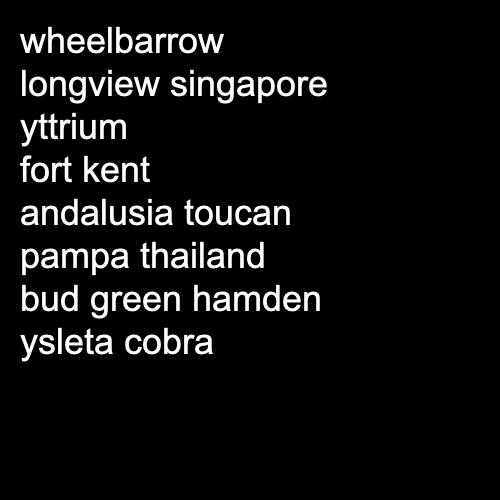 wheelbarrow
longview singapore
yttrium
fort kent
andalusia toucan
pampa thailand
bud green hamden
ysleta cobra